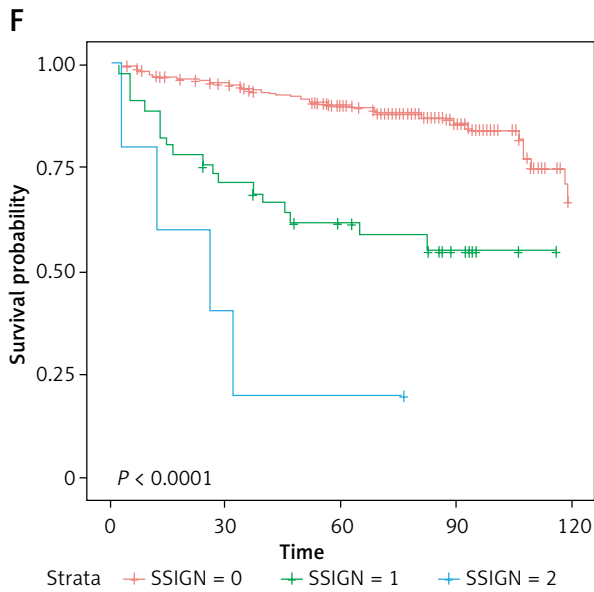 F
1.00
0.75
0.50
0.25
0
Survival probability
P < 0.0001
0 30 60 90 120
Time
Strata SSIGN = 0 SSIGN = 1 SSIGN = 2